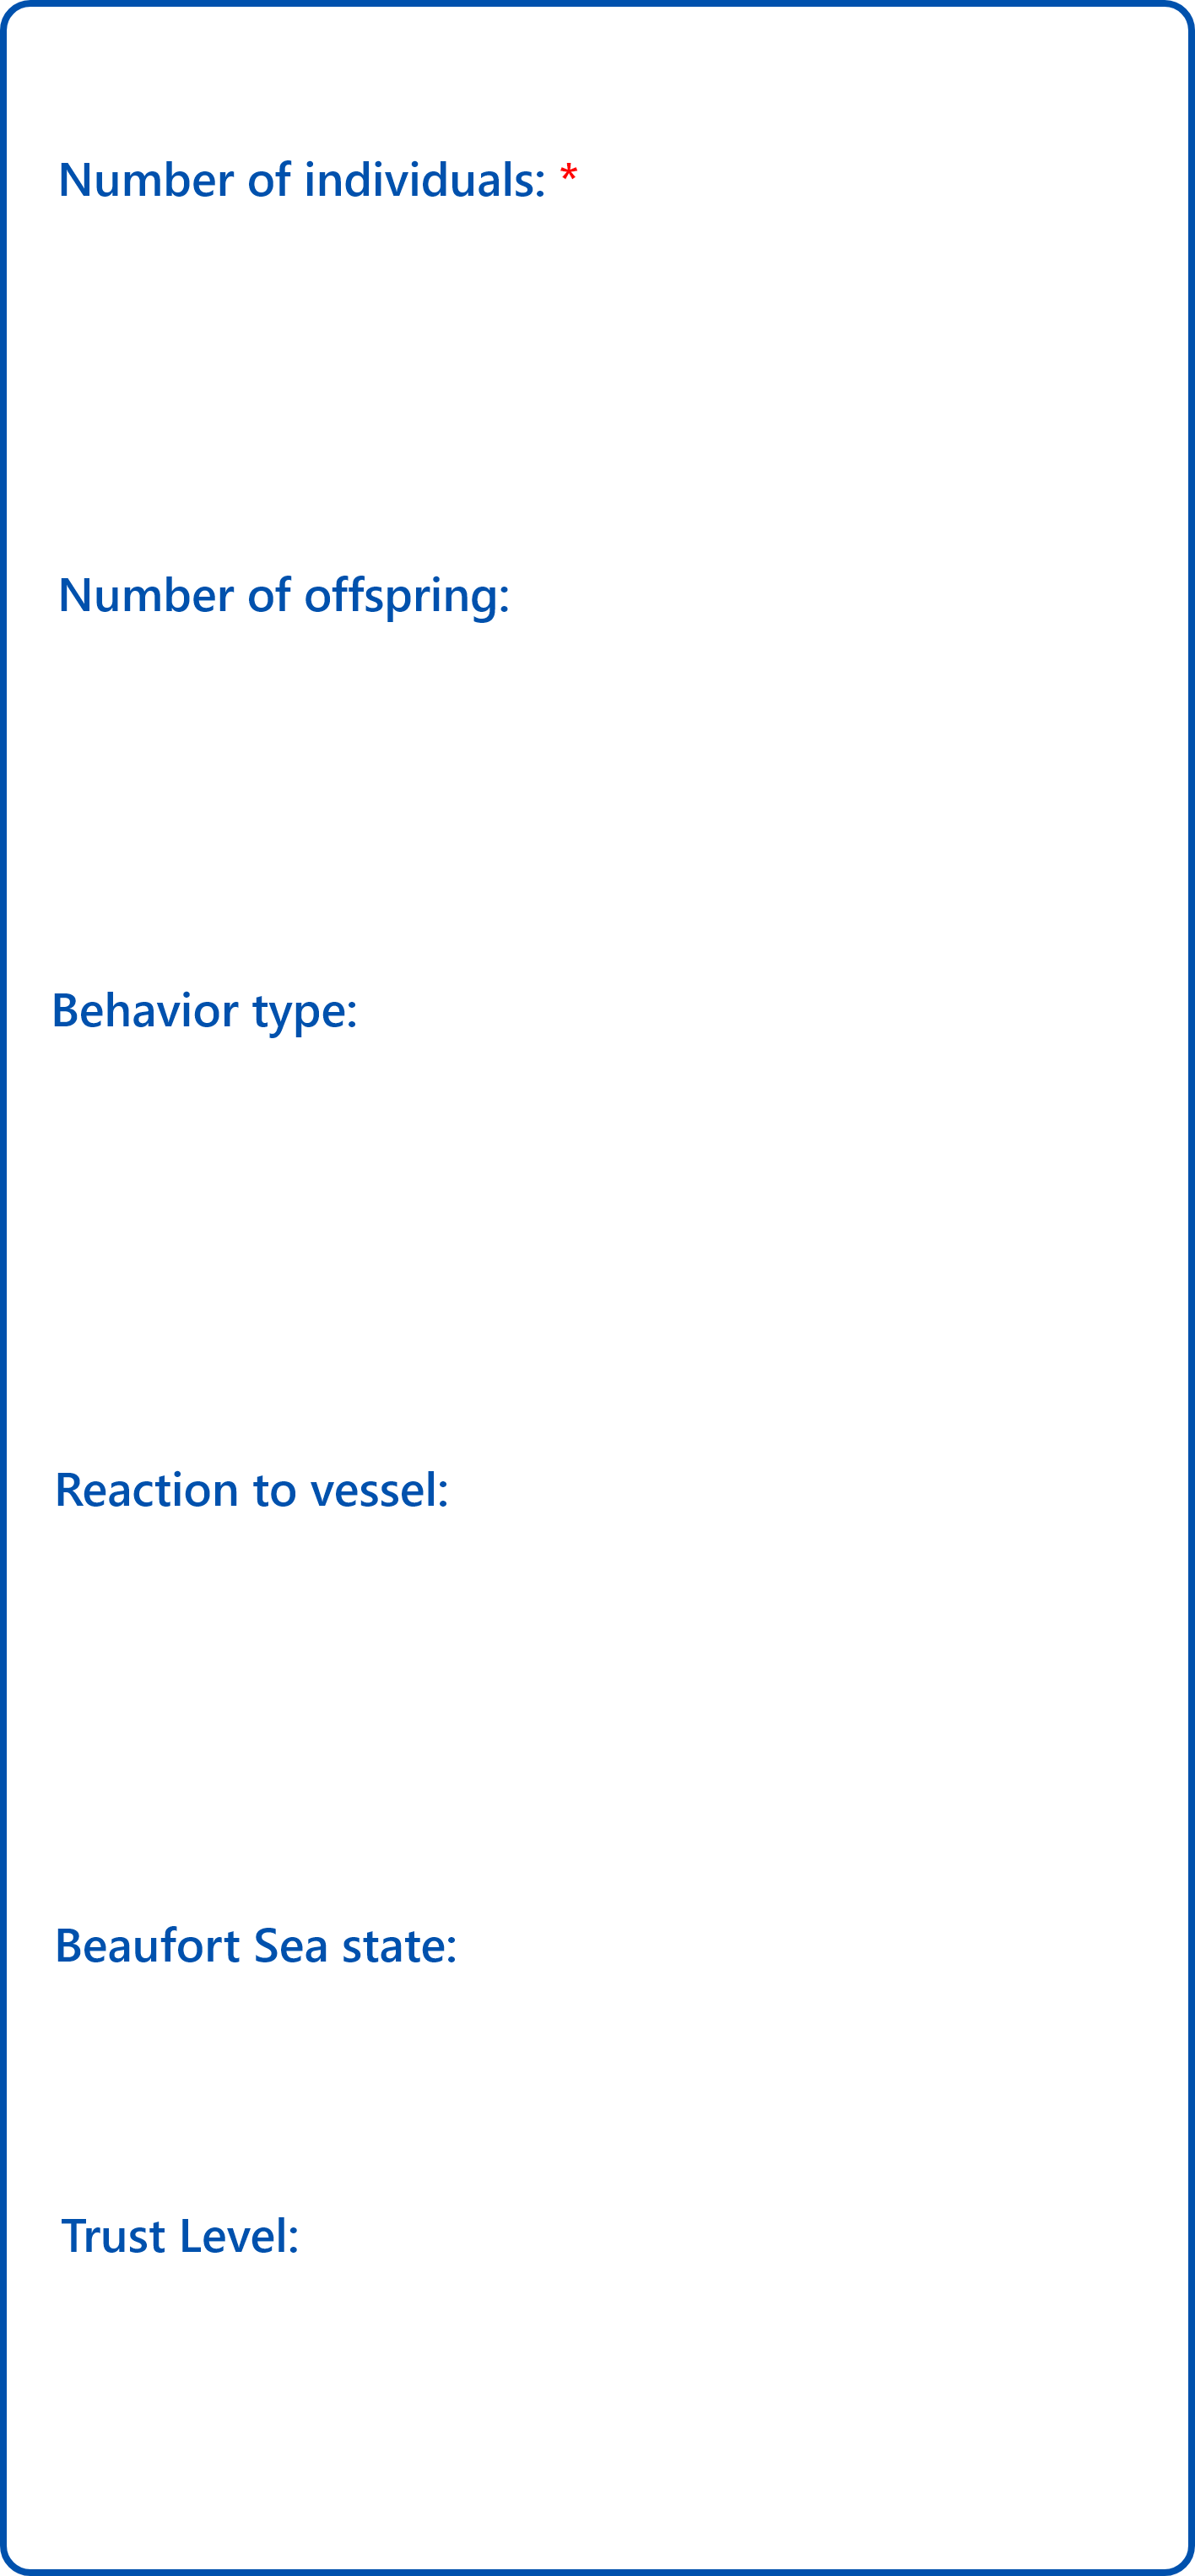 Number of individuals: *
Number of offspring:
Behavior type:
Reaction to vessel:
Beaufort Sea state:
Trust Level: